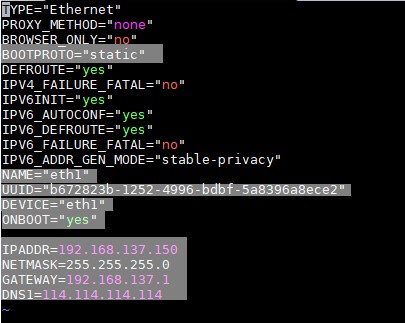 TYPE="Ethernet"
PROXY_METHOD="none"
BROWSER_ONLY="no"
BOOTPROTO="static"
DEFROUTE="yes"
IPV4_FAILURE_FATAL="no"
IPV6INIT="yes"
IPV6_AUTOCONF="yes"
IPV6_DEFROUTE="yes"
IPV6_FAILURE_FATAL="no"
IPV6_ADDR_GEN_MODE="stable-privacy"
NAME="eth1"
UUID="b672823b-1252-4996-bdbf-5a8396a8ece2"
DEVICE="eth1"
ONBOOT="yes"
IPADDR=192.168.137.150
NETMASK=255.255.255.0
GATEWAY=192.168.137.1
DNS1=114.114.114.114
~